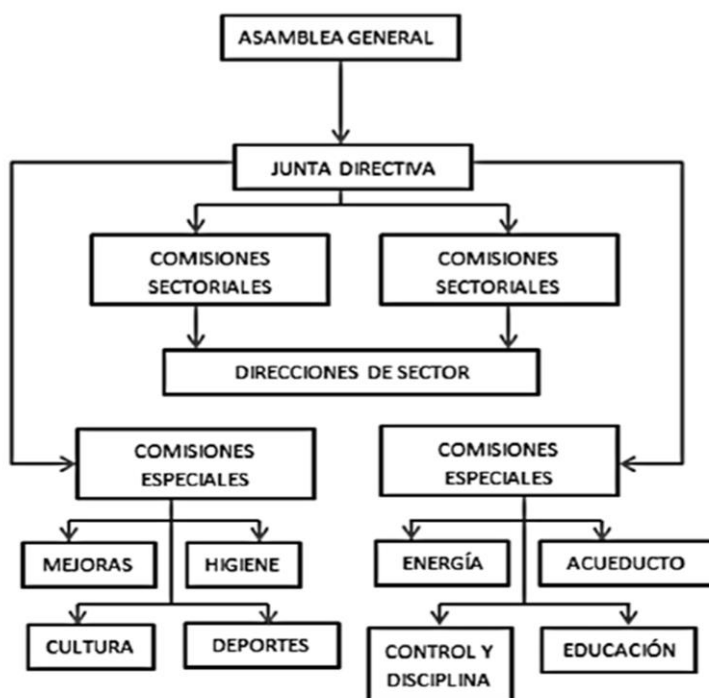 ASAMBLEA GENERAL
JUNTA DIRECTIVA
COMISIONES
SECTORIALES
COMISIONES
SECTORIALES
DIRECCIONES DE SECTOR
COMISIONES
ESPECIALES
COMISIONES
ESPECIALES
MEJORAS
HIGIENE
ENERGÍA
ACUEDUCTO
CULTURA
DEPORTES
CONTROL Y
DISCIPLINA
EDUCACIÓN